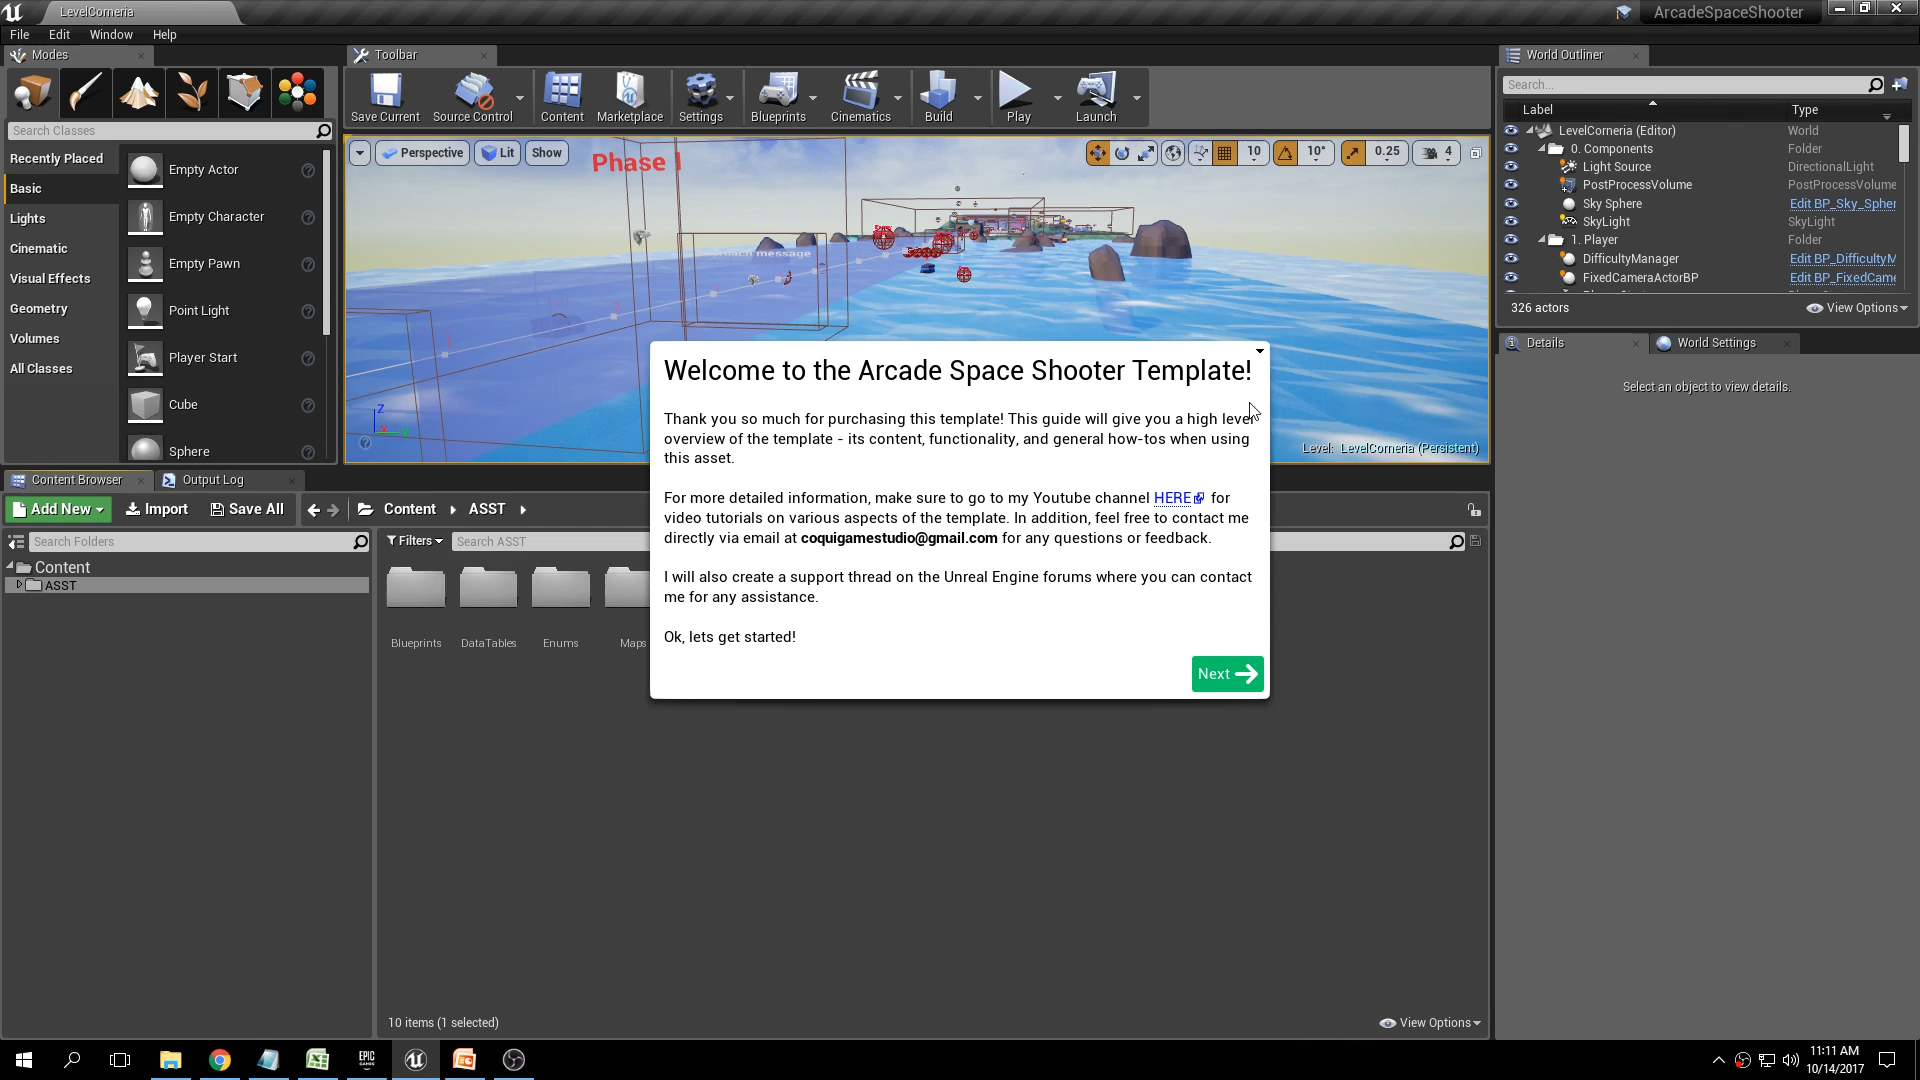 LevelCorneria
ArcadeSpaceShooter
File Edit Window Help
Modes
Toolbar
World Outliner
Save Current
Source Control
Content
Marketplace
Settings
Blueprints
Cinematics
Build
Play
Launch
Search...
Label Type
Search Classes
Recently Placed
Basic
Lights
Cinematic
Visual Effects
Geometry
Volumes
All Classes
Empty Actor
Empty Character
Empty Pawn
Point Light
Player Start
Cube
Sphere
Perspective
Lit
Show
Phase 1
10
10°
0.25
4
Z
X
Y
Level: LevelCorneria (Persistent)
LevelCorneria (Editor) World
0. Components Folder
Light Source DirectionalLight
PostProcessVolume PostProcessVolume
Sky Sphere Edit BP_Sky_Spher
SkyLight SkyLight
1. Player Folder
DifficultyManager Edit BP_DifficultyM
FixedCameraActorBP Edit BP_FixedCame
326 actors
View Options
Details
World Settings
Select an object to view details.
Welcome to the Arcade Space Shooter Template!
Thank you so much for purchasing this template! This guide will give you a high level
overview of the template - its content, functionality, and general how-tos when using
this asset.
For more detailed information, make sure to go to my Youtube channel HERE for
video tutorials on various aspects of the template. In addition, feel free to contact me
directly via email at coquigamestudio@gmail.com for any questions or feedback.
I will also create a support thread on the Unreal Engine forums where you can contact
me for any assistance.
Ok, lets get started!
Next
Content Browser
Output Log
Add New
Import
Save All
Content
ASST
Search Folders
Filters
Search ASST
Content
ASST
Blueprints
DataTables
Enums
Maps
10 items (1 selected)
View Options
EPIC
GAMES
11:11 AM
10/14/2017